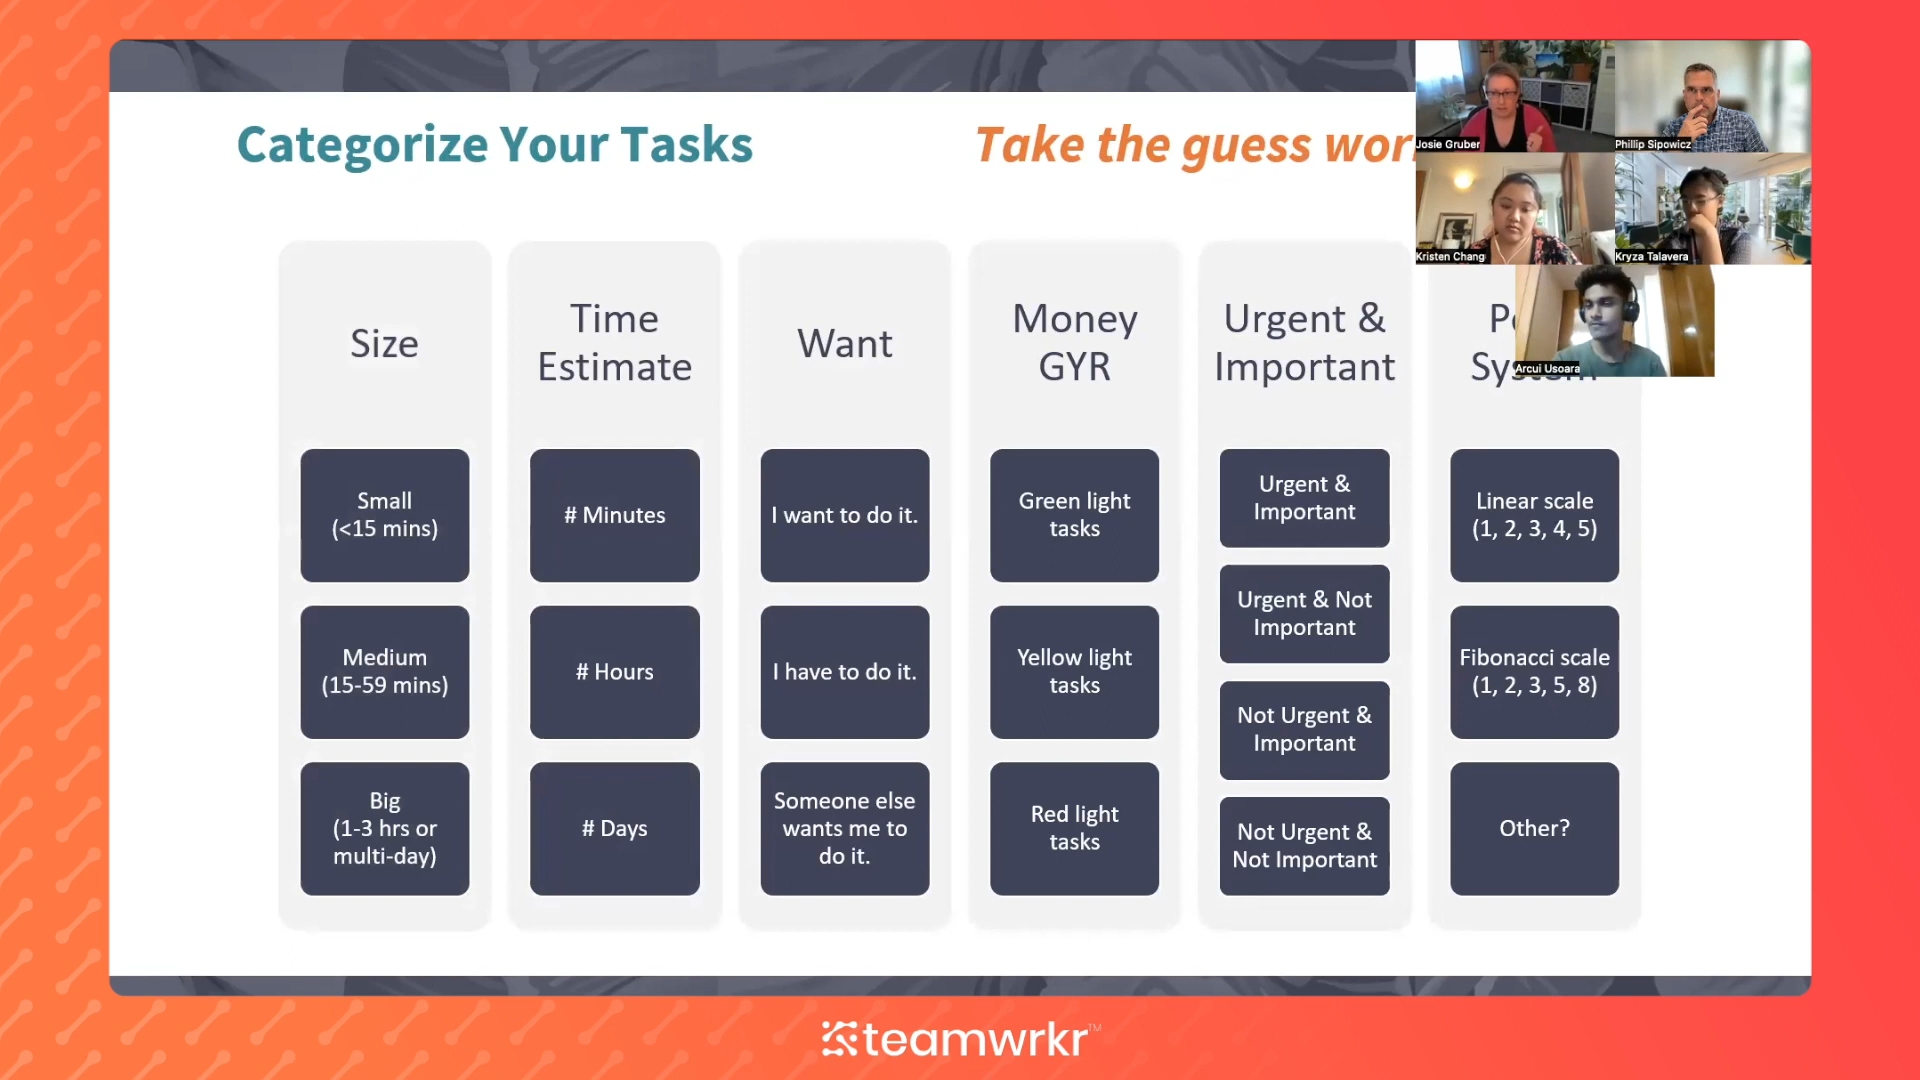 Categorize Your Tasks
Take the guess
Josie Gruber
Phillip Sipowicz
Kristen Chang
Kryza Talavera
Arcui Usoara
Size
Small
(<15 mins)
Medium
(15-59 mins)
Big
(1-3 hrs or
multi-day)
Time
Estimate
# Minutes
# Hours
# Days
Want
I want to do it.
I have to do it.
Someone else
wants me to
do it.
Money
GYR
Green light
tasks
Yellow light
tasks
Red light
tasks
Urgent &
Important
Urgent &
Important
Urgent & Not
Important
Not Urgent &
Important
Not Urgent &
Not Important
System
Linear scale
(1, 2, 3, 4, 5)
Fibonacci scale
(1, 2, 3, 5, 8)
Other?
teamwrkr™